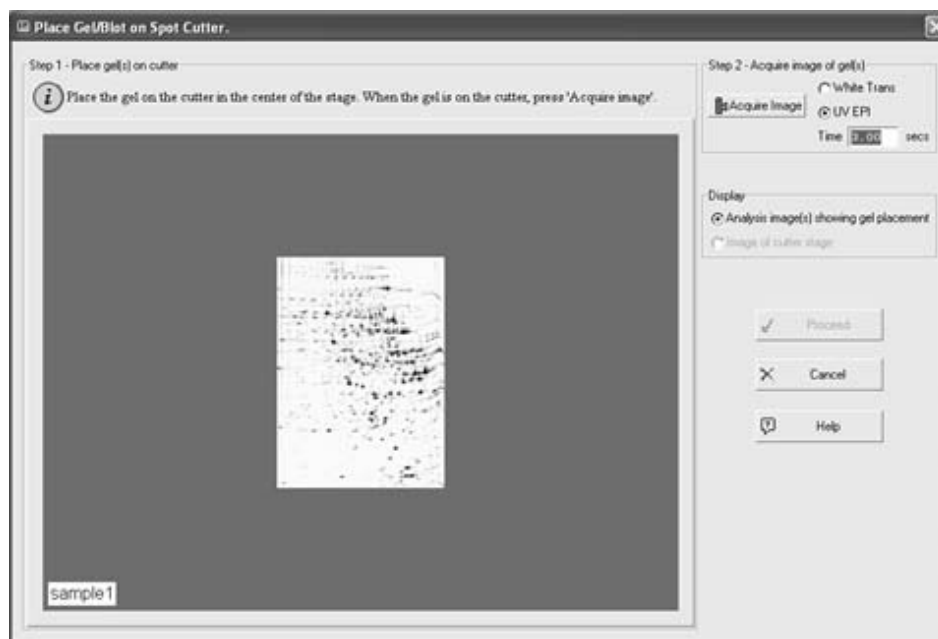 Place Gel/Blot on Spot Cutter.
Step 1 - Place gel(s) on cutter
Place the gel on the cutter in the center of the stage. When the gel is on the cutter, press 'Acquire image'.
Step 2 - Acquire image of gel(s)
White Trans
Acquire Image
UV EPI
Time 3.00 secs
Display
Analysis image(s) showing gel placement
Image of cutter stage
Proceed
Cancel
Help
sample1